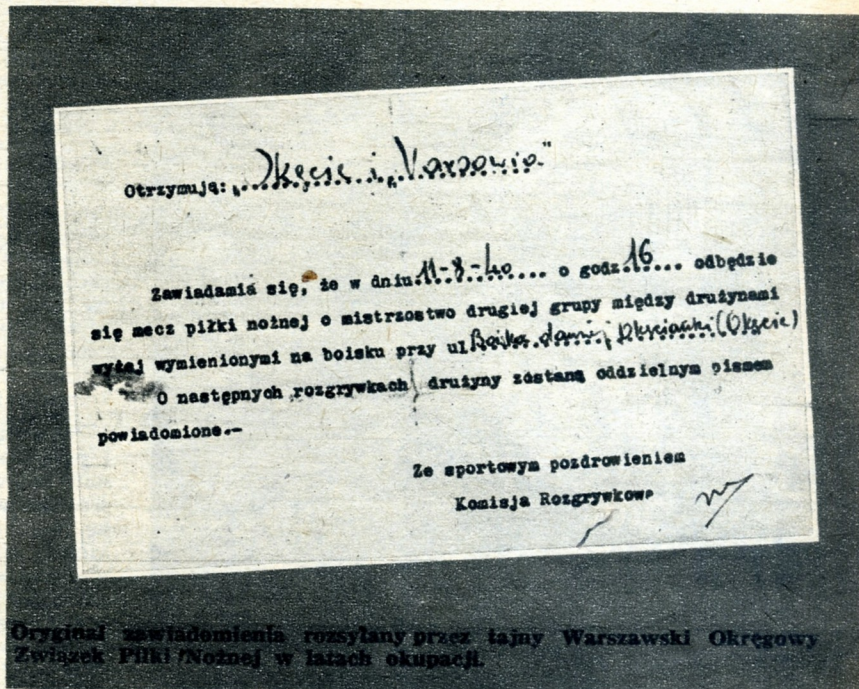 Otrzymują: „Okęcie i „Varsovia"
Zawiadamia się, że w dniu 11-8-40 o godz. 16 odbędzie
się mecz piłki nożnej o mistrzostwo drugiej grupy między drużynami
wyżej wymienionymi na boisku przy ul (Okęcie)
O następnych rozgrywkach drużyny zostaną oddzielnym pismem
powiadomione.-
Ze sportowym pozdrowieniem
Komisja Rozgrywkowa
Oryginał zawiadomienia rozsyłany przez tajny Warszawski Okręgowy
Związek Piłki Nożnej w latach okupacji.